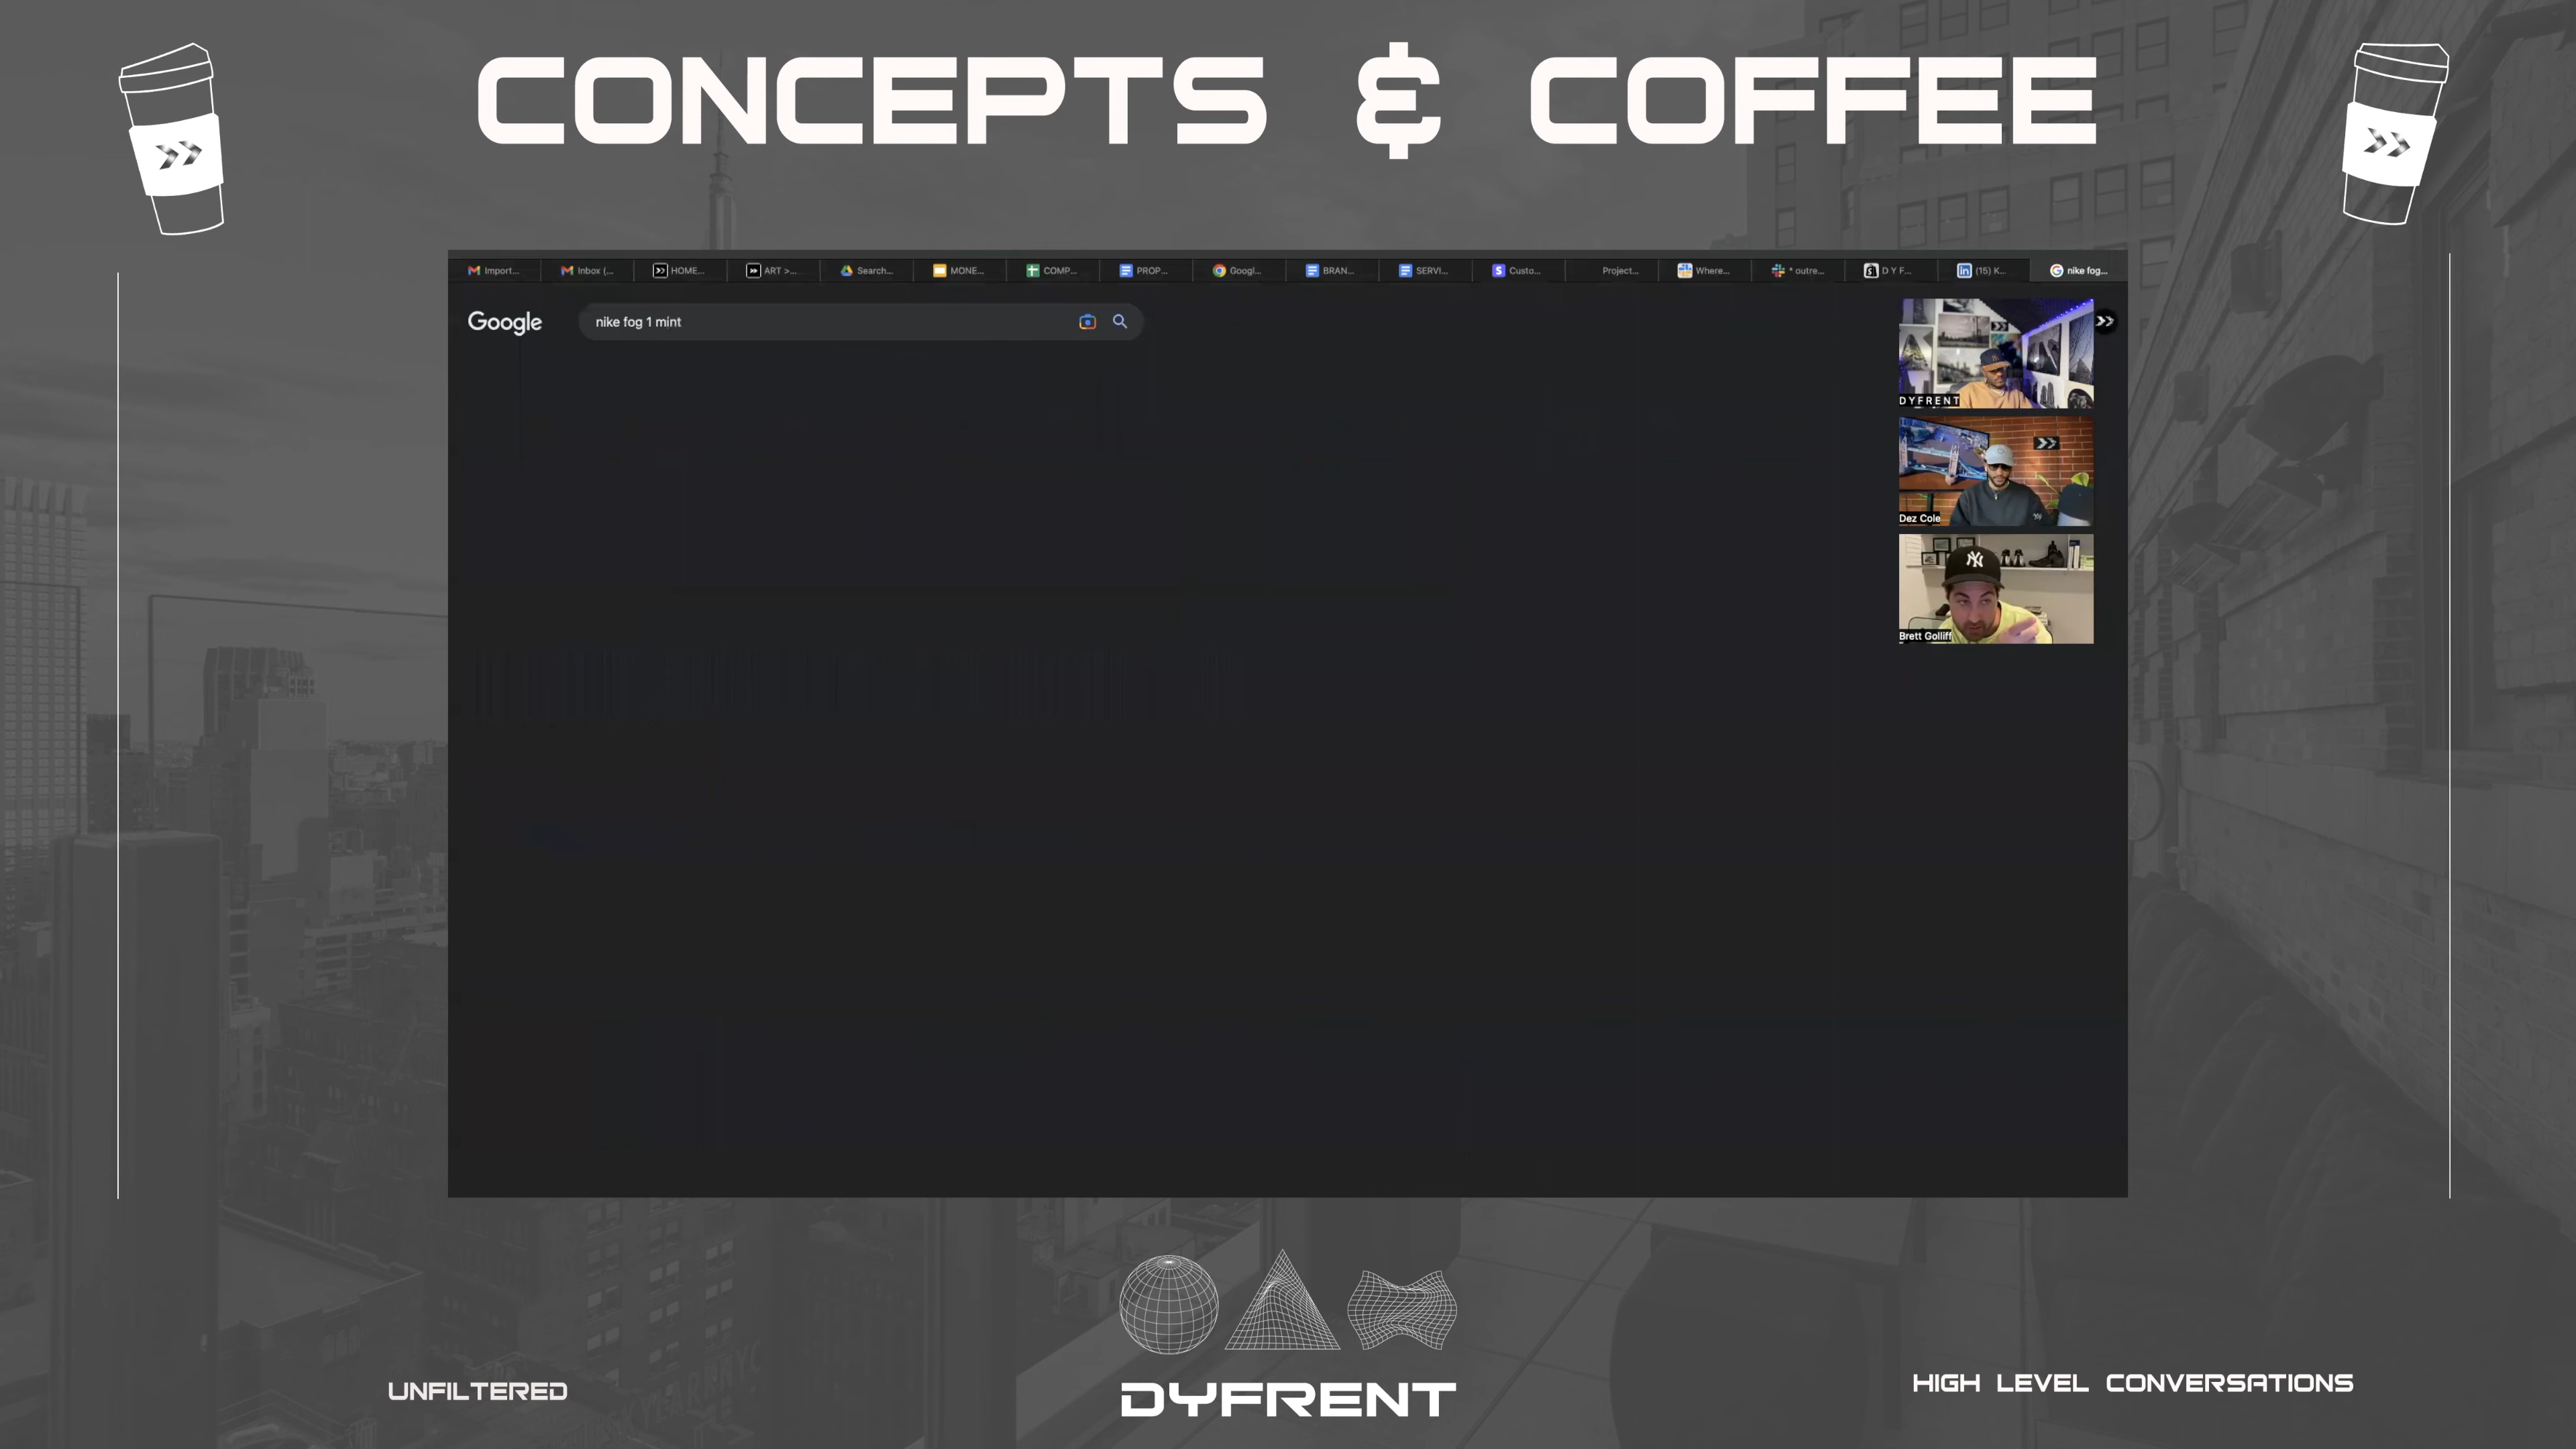 CONCEPTS & COFFEE
Import...
Inbox (...
HOME...
ART >...
Search...
MONE...
COMP...
PROP...
Googl...
BRAN...
SERVI...
Custo...
Project...
Where...
* outre...
D Y F...
(15) K...
nike fog...
Google
nike fog 1 mint
DYFRENT
Dez Cole
NY
Brett Golliff
UNFILTERED
DYFRENT
HIGH LEVEL CONVERSATIONS